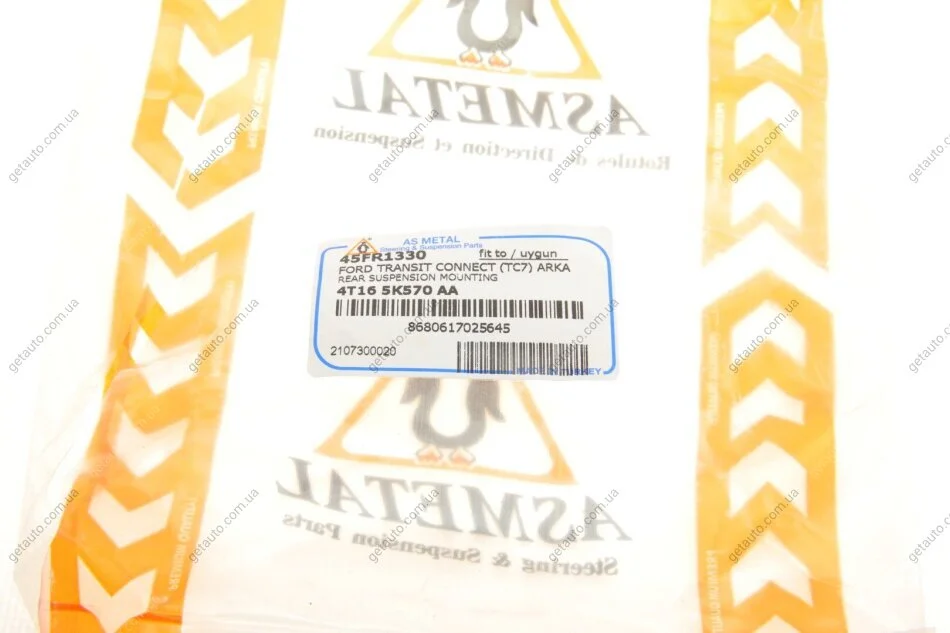 ASMETAL
Rotules de Direction et Suspension
AS METAL
Steering & Suspension Parts
45FR1330 fit to / uygun
FORD TRANSIT CONNECT (TC7) ARKA
REAR SUSPENSION MOUNTING
4T16 5K570 AA
8680617025645
2107300020
MADE IN TURKEY
ASMETAL
Steering & Suspension Parts
getauto.com.ua